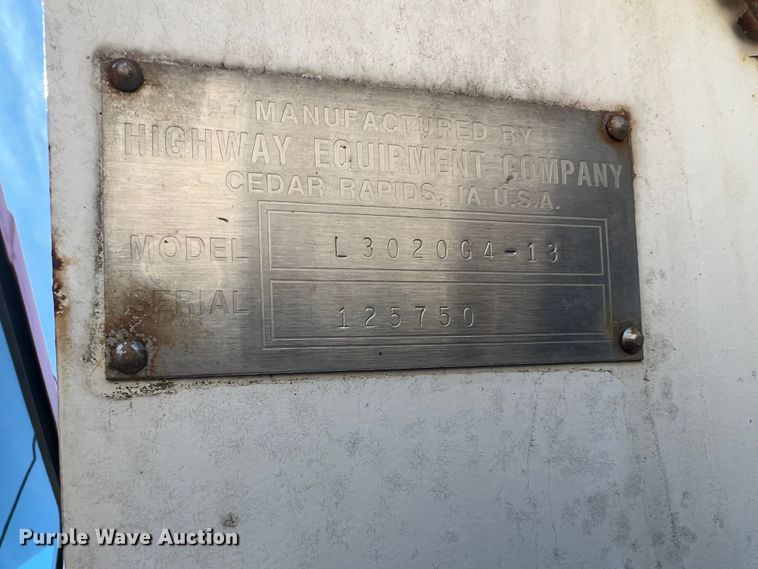 MANUFACTURED BY
HIGHWAY EQUIPMENT COMPANY
CEDAR RAPIDS, IA U.S.A.
MODEL L3020G4-13
SERIAL 125750
Purple Wave Auction